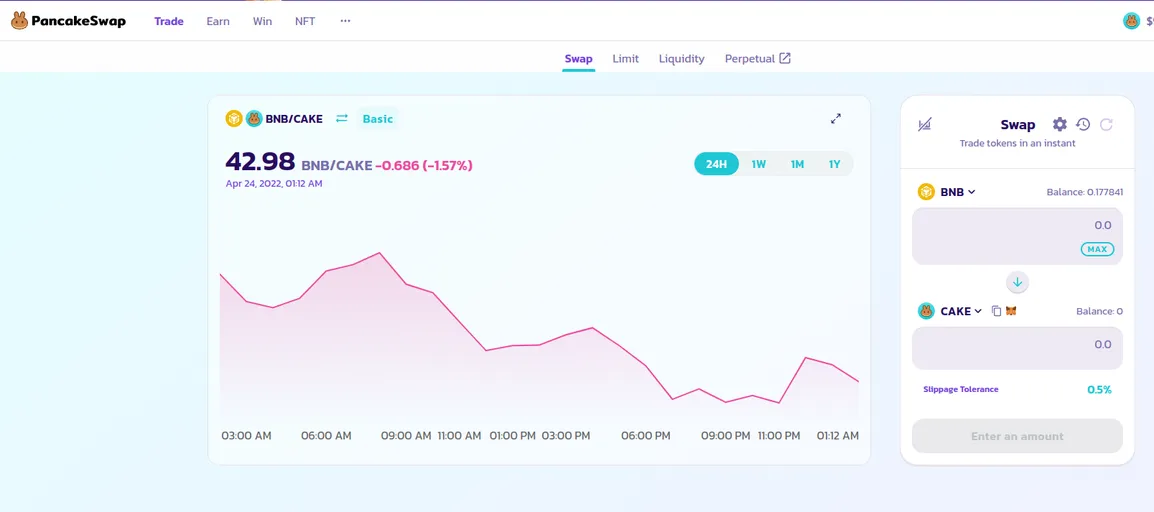 PancakeSwap Trade Earn Win NFT ...
Swap Limit Liquidity Perpetual
BNB/CAKE Basic
42.98 BNB/CAKE -0.686 (-1.57%)
Apr 24, 2022, 01:12 AM
24H 1W 1M 1Y
03:00 AM 06:00 AM 09:00 AM 11:00 AM 01:00 PM 03:00 PM 06:00 PM 09:00 PM 11:00 PM 01:12 AM
Swap
Trade tokens in an instant
BNB Balance: 0.177841
0.0
MAX
CAKE Balance: 0
0.0
Slippage Tolerance 0.5%
Enter an amount